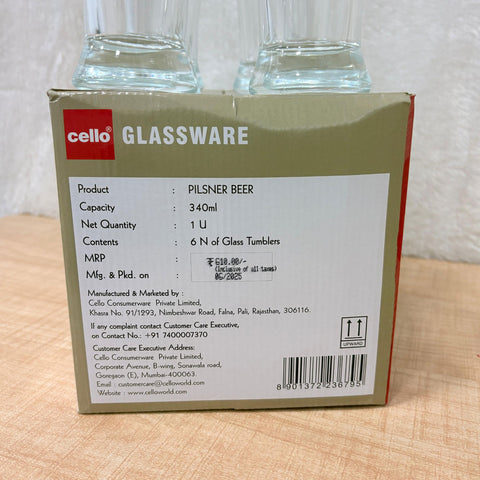 cello® GLASSWARE
Product : PILSNER BEER
Capacity : 340ml
Net Quantity : 1 U
Contents : 6 N of Glass Tumblers
MRP : ₹ 610.00/-
(Inclusive of all taxes)
Mfg. & Pkd. on : 06/2025
Manufactured & Marketed by :
Cello Consumerware Private Limited,
Khasra No. 91/1293, Nimbeshwar Road, Falna, Pali, Rajasthan, 306116.
If any complaint contact Customer Care Executive,
on Contact No.: +91 7400007370
Customer Care Executive Address:
Cello Consumerware Private Limited,
Corporate Avenue, B-wing, Sonawala road,
Goregaon (E), Mumbai-400063.
Email : customercare@celloworld.com
Website : www.celloworld.com
UPWARD
8 901372 236795